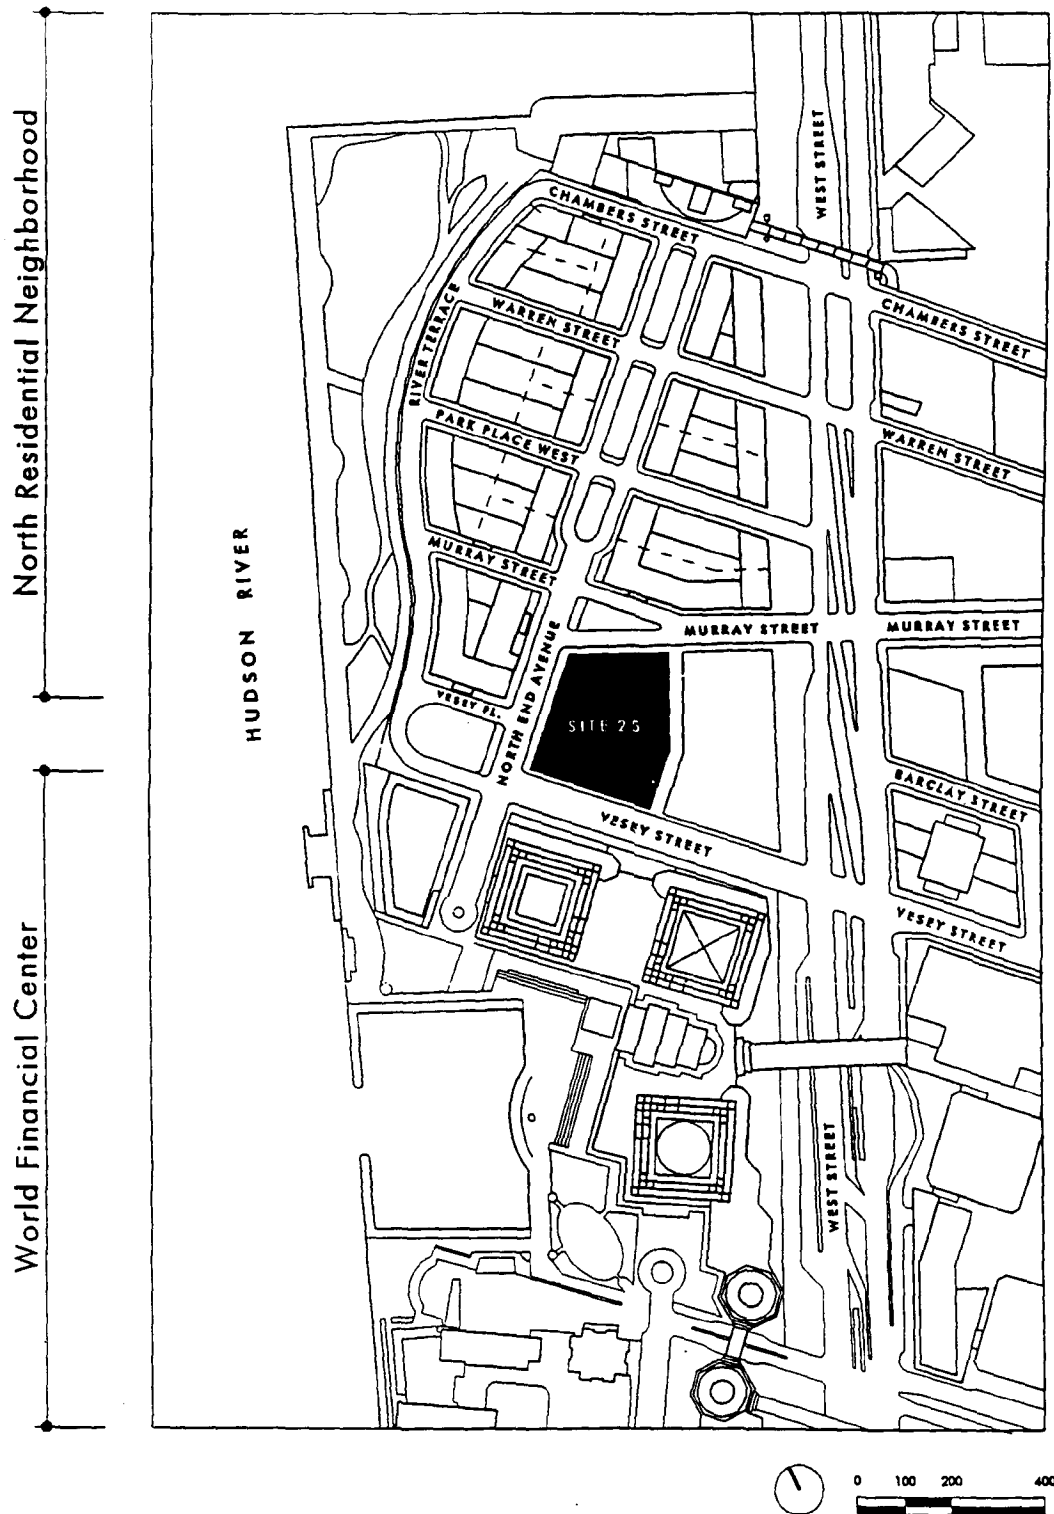 North Residential Neighborhood
World Financial Center
HUDSON RIVER
WEST STREET
CHAMBERS STREET
CHAMBERS STREET
WARREN STREET
RIVER TERRACE
WARREN STREET
PARK PLACE WEST
MURRAY STREET
MURRAY STREET
MURRAY STREET
NORTH END AVENUE
VESEY PL.
SITE 25
BARCLAY STREET
VESEY STREET
VESEY STREET
WEST STREET
0 100 200 400